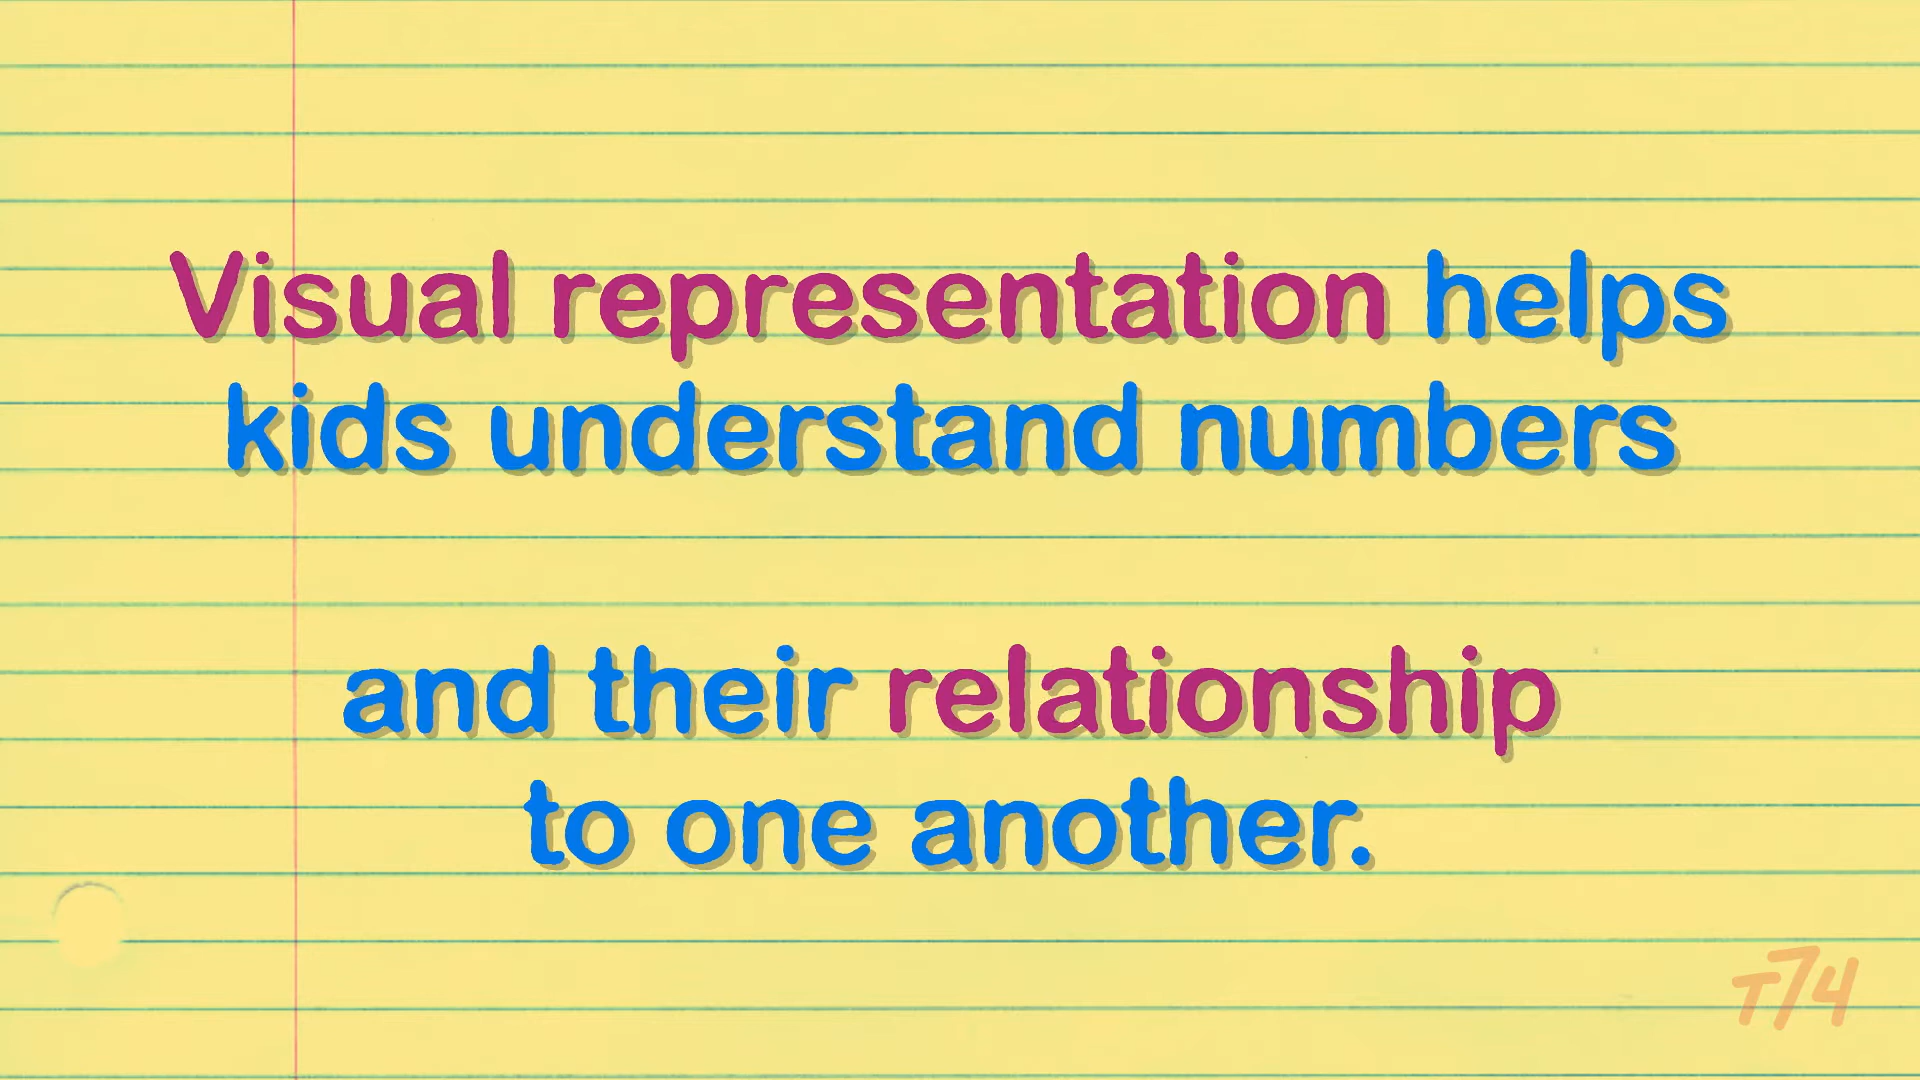 Visual representation helps
kids understand numbers
and their relationship
to one another.
T74